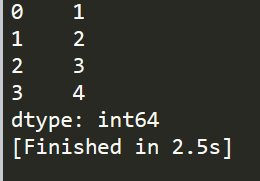 0    1
1    2
2    3
3    4
dtype: int64
[Finished in 2.5s]